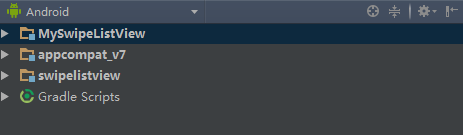 Android
MySwipeListView
appcompat_v7
swipelistview
Gradle Scripts